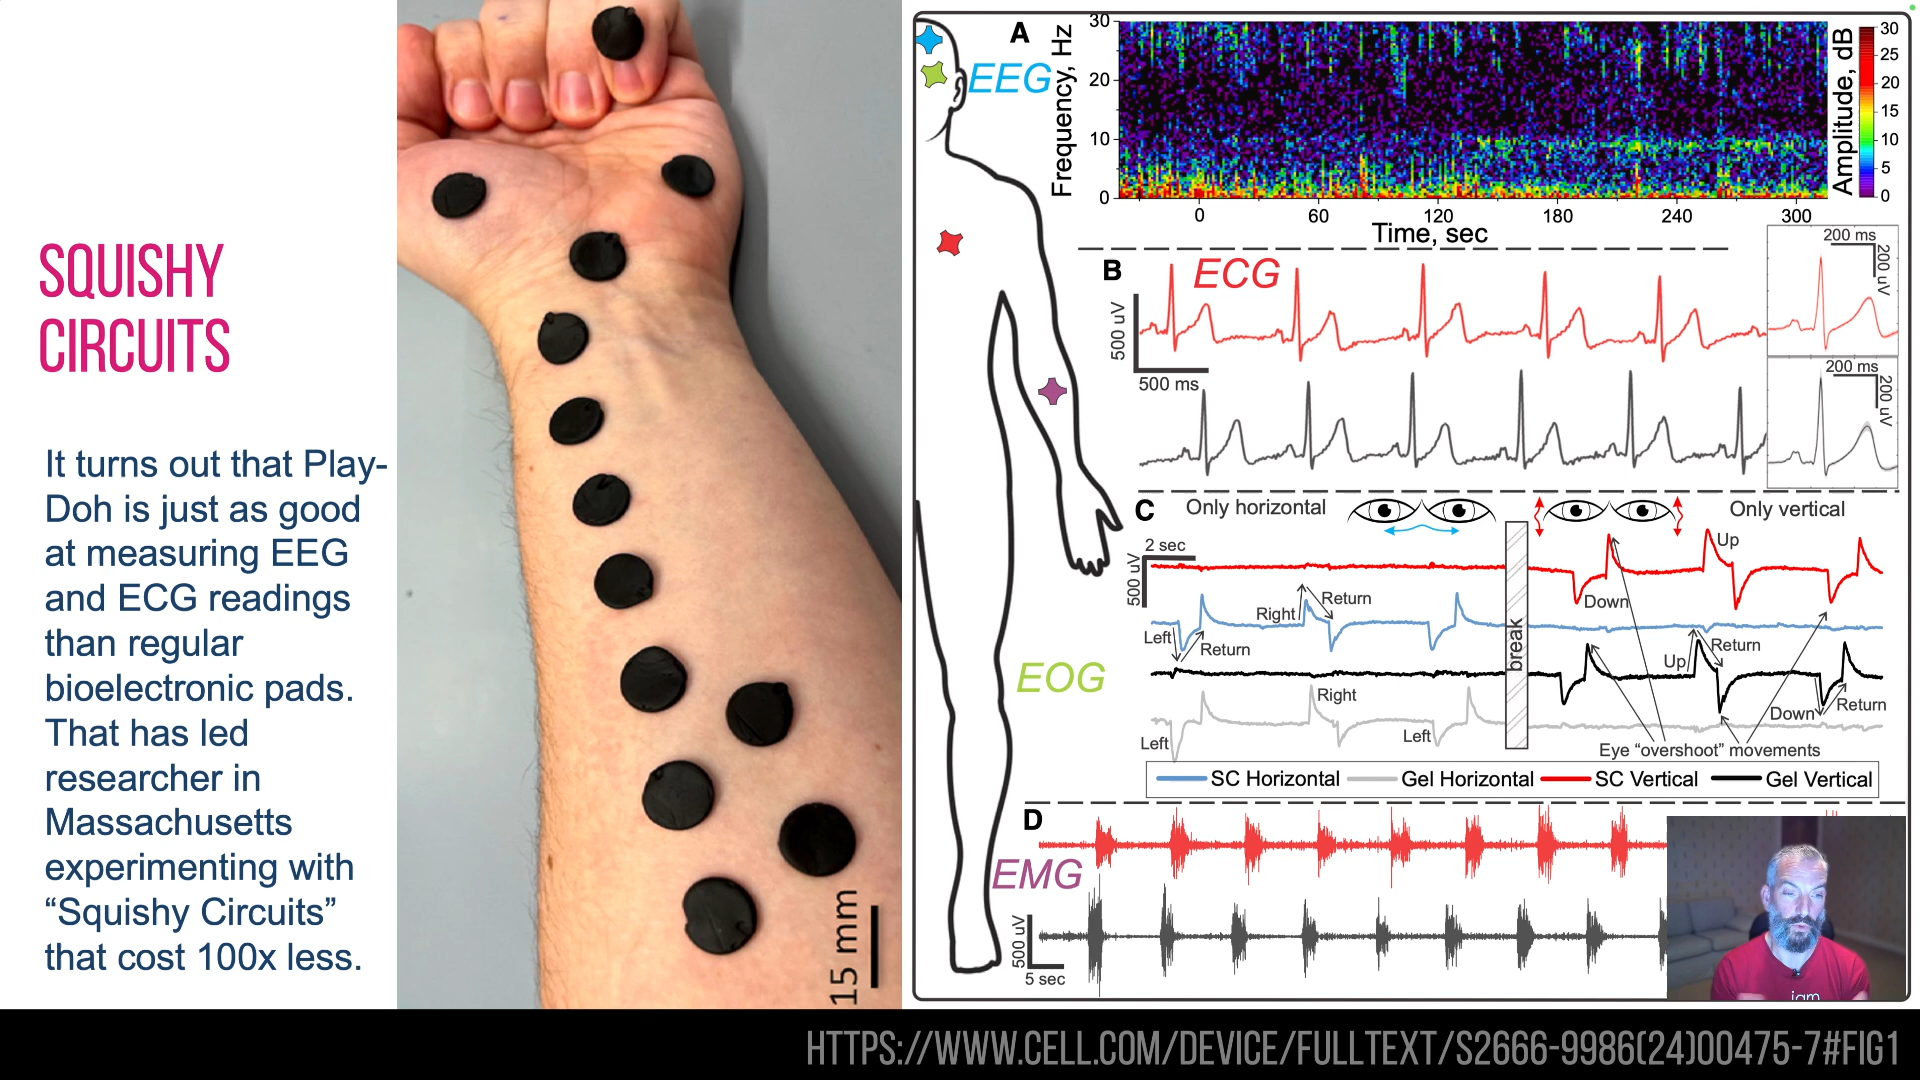 SQUISHY
CIRCUITS
It turns out that Play-
Doh is just as good
at measuring EEG
and ECG readings
than regular
bioelectronic pads.
That has led
researcher in
Massachusetts
experimenting with
“Squishy Circuits”
that cost 100x less.
15 mm
A
EEG
Frequency, Hz
30
20
10
0
0 60 120 180 240 300
Time, sec
Amplitude, dB
30
25
20
15
10
5
0
B
ECG
500 uV
500 ms
200 ms
200 uV
200 ms
200 uV
C
Only horizontal
Only vertical
2 sec
500 uV
Left
Return
Right
Return
break
Down
Up
EOG
Left
Right
Left
Up
Return
Down
Return
Eye “overshoot” movements
SC Horizontal Gel Horizontal SC Vertical Gel Vertical
D
EMG
500 uV
5 sec
iam
HTTPS://WWW.CELL.COM/DEVICE/FULLTEXT/S2666-9986(24)00475-7#FIG1